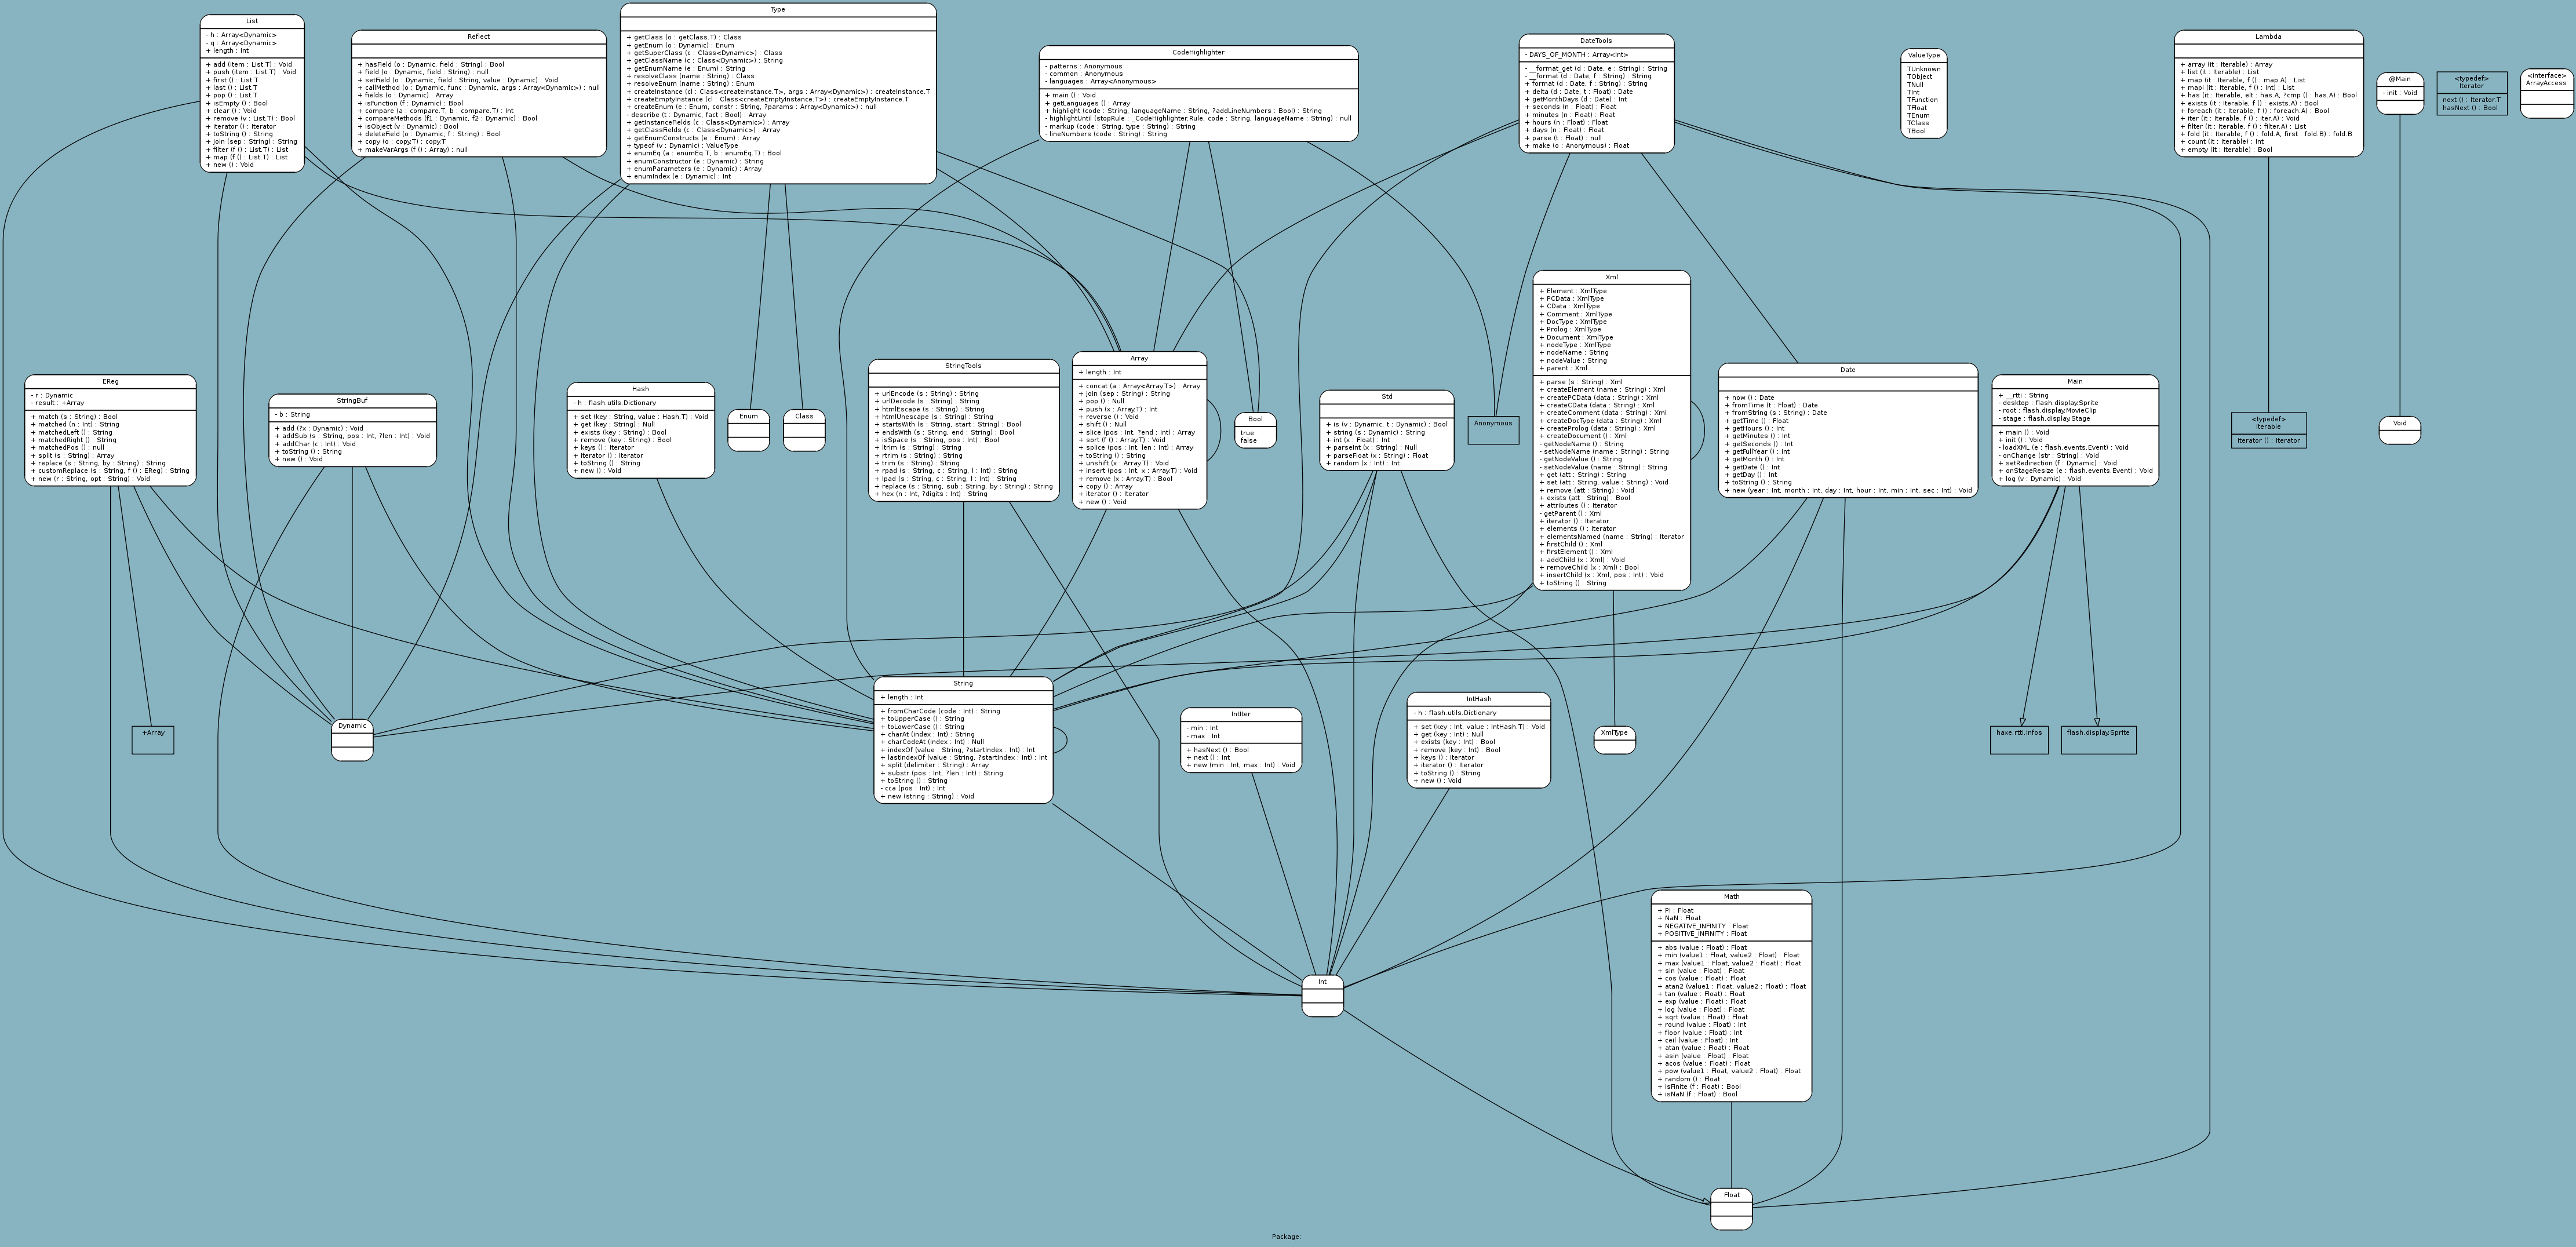 List
- h : Array<Dynamic>
- q : Array<Dynamic>
+ length : Int
+ add (item : List.T) : Void
+ push (item : List.T) : Void
+ first () : List.T
+ last () : List.T
+ pop () : List.T
+ isEmpty () : Bool
+ clear () : Void
+ remove (v : List.T) : Bool
+ iterator () : Iterator
+ toString () : String
+ join (sep : String) : String
+ filter (f () : List.T) : List
+ map (f () : List.T) : List
+ new () : Void
Reflect
+ hasField (o : Dynamic, field : String) : Bool
+ field (o : Dynamic, field : String) : null
+ setField (o : Dynamic, field : String, value : Dynamic) : Void
+ callMethod (o : Dynamic, func : Dynamic, args : Array<Dynamic>) : null
+ fields (o : Dynamic) : Array
+ isFunction (f : Dynamic) : Bool
+ compare (a : compare.T, b : compare.T) : Int
+ compareMethods (f1 : Dynamic, f2 : Dynamic) : Bool
+ isObject (v : Dynamic) : Bool
+ deleteField (o : Dynamic, f : String) : Bool
+ copy (o : copy.T) : copy.T
+ makeVarArgs (f () : Array) : null
Type
+ getClass (o : getClass.T) : Class
+ getEnum (o : Dynamic) : Enum
+ getSuperClass (c : Class<Dynamic>) : Class
+ getClassName (c : Class<Dynamic>) : String
+ getEnumName (e : Enum) : String
+ resolveClass (name : String) : Class
+ resolveEnum (name : String) : Enum
+ createInstance (cl : Class<createInstance.T>, args : Array<Dynamic>) : createInstance.T
+ createEmptyInstance (cl : Class<createEmptyInstance.T>) : createEmptyInstance.T
+ createEnum (e : Enum, constr : String, ?params : Array<Dynamic>) : null
- describe (t : Dynamic, fact : Bool) : Array
+ getInstanceFields (c : Class<Dynamic>) : Array
+ getClassFields (c : Class<Dynamic>) : Array
+ getEnumConstructs (e : Enum) : Array
+ typeof (v : Dynamic) : ValueType
+ enumEq (a : enumEq.T, b : enumEq.T) : Bool
+ enumConstructor (e : Dynamic) : String
+ enumParameters (e : Dynamic) : Array
+ enumIndex (e : Dynamic) : Int
CodeHighlighter
- patterns : Anonymous
- common : Anonymous
- languages : Array<Anonymous>
+ main () : Void
+ getLanguages () : Array
+ highlight (code : String, languageName : String, ?addLineNumbers : Bool) : String
- highlightUntil (stopRule : _CodeHighlighter.Rule, code : String, languageName : String) : null
- markup (code : String, type : String) : String
- lineNumbers (code : String) : String
DateTools
- DAYS_OF_MONTH : Array<Int>
- __format_get (d : Date, e : String) : String
- __format (d : Date, f : String) : String
+ format (d : Date, f : String) : String
+ delta (d : Date, t : Float) : Date
+ getMonthDays (d : Date) : Int
+ seconds (n : Float) : Float
+ minutes (n : Float) : Float
+ hours (n : Float) : Float
+ days (n : Float) : Float
+ parse (t : Float) : null
+ make (o : Anonymous) : Float
ValueType
TUnknown
TObject
TNull
TInt
TFunction
TFloat
TEnum
TClass
TBool
Lambda
+ array (it : Iterable) : Array
+ list (it : Iterable) : List
+ map (it : Iterable, f () : map.A) : List
+ mapi (it : Iterable, f () : Int) : List
+ has (it : Iterable, elt : has.A, ?cmp () : has.A) : Bool
+ exists (it : Iterable, f () : exists.A) : Bool
+ foreach (it : Iterable, f () : foreach.A) : Bool
+ iter (it : Iterable, f () : iter.A) : Void
+ filter (it : Iterable, f () : filter.A) : List
+ fold (it : Iterable, f () : fold.A, first : fold.B) : fold.B
+ count (it : Iterable) : Int
+ empty (it : Iterable) : Bool
@Main
- init : Void
<typedef>
Iterator
next () : Iterator.T
hasNext () : Bool
<interface>
ArrayAccess
EReg
- r : Dynamic
- result : +Array
+ match (s : String) : Bool
+ matched (n : Int) : String
+ matchedLeft () : String
+ matchedRight () : String
+ matchedPos () : null
+ split (s : String) : Array
+ replace (s : String, by : String) : String
+ customReplace (s : String, f () : EReg) : String
+ new (r : String, opt : String) : Void
StringBuf
- b : String
+ add (?x : Dynamic) : Void
+ addSub (s : String, pos : Int, ?len : Int) : Void
+ addChar (c : Int) : Void
+ toString () : String
+ new () : Void
Hash
- h : flash.utils.Dictionary
+ set (key : String, value : Hash.T) : Void
+ get (key : String) : Null
+ exists (key : String) : Bool
+ remove (key : String) : Bool
+ keys () : Iterator
+ iterator () : Iterator
+ toString () : String
+ new () : Void
Enum
Class
StringTools
+ urlEncode (s : String) : String
+ urlDecode (s : String) : String
+ htmlEscape (s : String) : String
+ htmlUnescape (s : String) : String
+ startsWith (s : String, start : String) : Bool
+ endsWith (s : String, end : String) : Bool
+ isSpace (s : String, pos : Int) : Bool
+ ltrim (s : String) : String
+ rtrim (s : String) : String
+ trim (s : String) : String
+ rpad (s : String, c : String, l : Int) : String
+ lpad (s : String, c : String, l : Int) : String
+ replace (s : String, sub : String, by : String) : String
+ hex (n : Int, ?digits : Int) : String
Array
+ length : Int
+ concat (a : Array<Array.T>) : Array
+ join (sep : String) : String
+ pop () : Null
+ push (x : Array.T) : Int
+ reverse () : Void
+ shift () : Null
+ slice (pos : Int, ?end : Int) : Array
+ sort (f () : Array.T) : Void
+ splice (pos : Int, len : Int) : Array
+ toString () : String
+ unshift (x : Array.T) : Void
+ insert (pos : Int, x : Array.T) : Void
+ remove (x : Array.T) : Bool
+ copy () : Array
+ iterator () : Iterator
+ new () : Void
Bool
true
false
Std
+ is (v : Dynamic, t : Dynamic) : Bool
+ string (s : Dynamic) : String
+ int (x : Float) : Int
+ parseInt (x : String) : Null
+ parseFloat (x : String) : Float
+ random (x : Int) : Int
Anonymous
Xml
+ Element : XmlType
+ PCData : XmlType
+ CData : XmlType
+ Comment : XmlType
+ DocType : XmlType
+ Prolog : XmlType
+ Document : XmlType
+ nodeType : XmlType
+ nodeName : String
+ nodeValue : String
+ parent : Xml
+ parse (s : String) : Xml
+ createElement (name : String) : Xml
+ createPCData (data : String) : Xml
+ createCData (data : String) : Xml
+ createComment (data : String) : Xml
+ createDocType (data : String) : Xml
+ createProlog (data : String) : Xml
+ createDocument () : Xml
- getNodeName () : String
- setNodeName (name : String) : String
- getNodeValue () : String
- setNodeValue (name : String) : String
+ get (att : String) : String
+ set (att : String, value : String) : Void
+ remove (att : String) : Void
+ exists (att : String) : Bool
+ attributes () : Iterator
- getParent () : Xml
+ iterator () : Iterator
+ elements () : Iterator
+ elementsNamed (name : String) : Iterator
+ firstChild () : Xml
+ firstElement () : Xml
+ addChild (x : Xml) : Void
+ removeChild (x : Xml) : Bool
+ insertChild (x : Xml, pos : Int) : Void
+ toString () : String
Date
+ now () : Date
+ fromTime (t : Float) : Date
+ fromString (s : String) : Date
+ getTime () : Float
+ getHours () : Int
+ getMinutes () : Int
+ getSeconds () : Int
+ getFullYear () : Int
+ getMonth () : Int
+ getDate () : Int
+ getDay () : Int
+ toString () : String
+ new (year : Int, month : Int, day : Int, hour : Int, min : Int, sec : Int) : Void
Main
+ __rtti : String
- desktop : flash.display.Sprite
- root : flash.display.MovieClip
- stage : flash.display.Stage
+ main () : Void
+ init () : Void
- loadXML (e : flash.events.Event) : Void
- onChange (str : String) : Void
+ setRedirection (f : Dynamic) : Void
+ onStageResize (e : flash.events.Event) : Void
+ log (v : Dynamic) : Void
<typedef>
Iterable
iterator () : Iterator
Void
+Array
Dynamic
String
+ length : Int
+ fromCharCode (code : Int) : String
+ toUpperCase () : String
+ toLowerCase () : String
+ charAt (index : Int) : String
+ charCodeAt (index : Int) : Null
+ indexOf (value : String, ?startIndex : Int) : Int
+ lastIndexOf (value : String, ?startIndex : Int) : Int
+ split (delimiter : String) : Array
+ substr (pos : Int, ?len : Int) : String
+ toString () : String
- cca (pos : Int) : Int
+ new (string : String) : Void
IntIter
- min : Int
- max : Int
+ hasNext () : Bool
+ next () : Int
+ new (min : Int, max : Int) : Void
IntHash
- h : flash.utils.Dictionary
+ set (key : Int, value : IntHash.T) : Void
+ get (key : Int) : Null
+ exists (key : Int) : Bool
+ remove (key : Int) : Bool
+ keys () : Iterator
+ iterator () : Iterator
+ toString () : String
+ new () : Void
XmlType
haxe.rtti.Infos
flash.display.Sprite
Int
Math
+ PI : Float
+ NaN : Float
+ NEGATIVE_INFINITY : Float
+ POSITIVE_INFINITY : Float
+ abs (value : Float) : Float
+ min (value1 : Float, value2 : Float) : Float
+ max (value1 : Float, value2 : Float) : Float
+ sin (value : Float) : Float
+ cos (value : Float) : Float
+ atan2 (value1 : Float, value2 : Float) : Float
+ tan (value : Float) : Float
+ exp (value : Float) : Float
+ log (value : Float) : Float
+ sqrt (value : Float) : Float
+ round (value : Float) : Int
+ floor (value : Float) : Int
+ ceil (value : Float) : Int
+ atan (value : Float) : Float
+ asin (value : Float) : Float
+ acos (value : Float) : Float
+ pow (value1 : Float, value2 : Float) : Float
+ random () : Float
+ isFinite (f : Float) : Bool
+ isNaN (f : Float) : Bool
Float
Package: